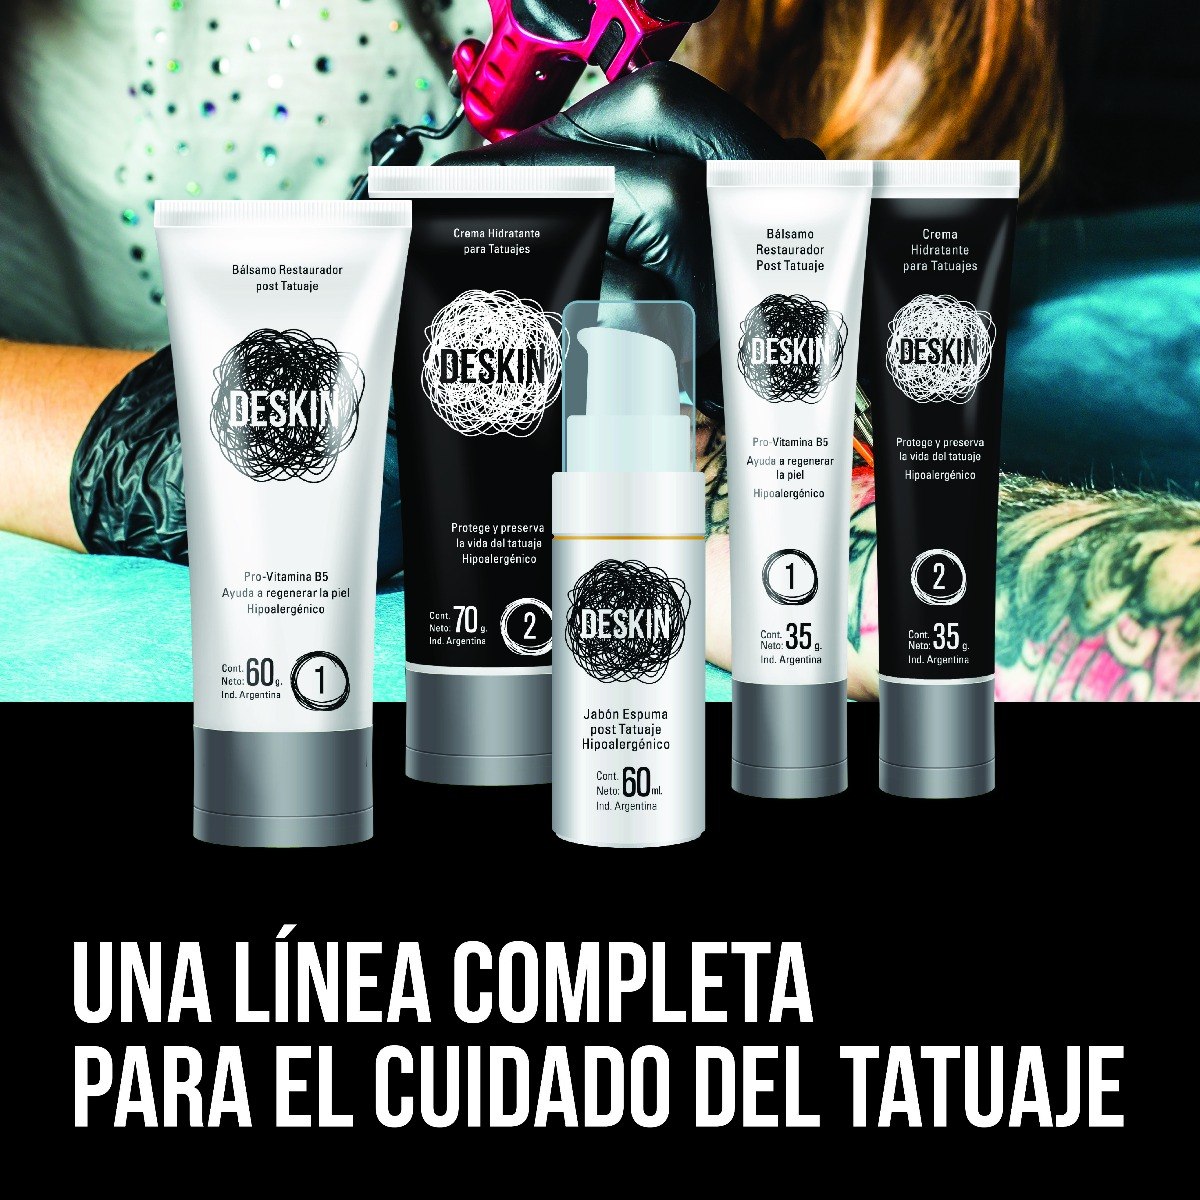 Bálsamo Restaurador
post Tatuaje
DESKIN
Pro-Vitamina B5
Ayuda a regenerar la piel
Hipoalergénico
Cont.
Neto: 60 g.
Ind. Argentina
1
Crema Hidratante
para Tatuajes
DESKIN
Protege y preserva
la vida del tatuaje
Hipoalergénico
Cont.
Neto: 70 g.
Ind. Argentina
2
DESKIN
Jabón Espuma
post Tatuaje
Hipoalergénico
Cont.
Neto: 60 ml.
Ind. Argentina
Bálsamo
Restaurador
Post Tatuaje
DESKIN
Pro-Vitamina B5
Ayuda a regenerar
la piel
Hipoalergénico
1
Cont.
Neto: 35 g.
Ind. Argentina
Crema
Hidratante
para Tatuajes
DESKIN
Protege y preserva
la vida del tatuaje
Hipoalergénico
2
Cont.
Neto: 35 g.
Ind. Argentina
UNA LÍNEA COMPLETA
PARA EL CUIDADO DEL TATUAJE